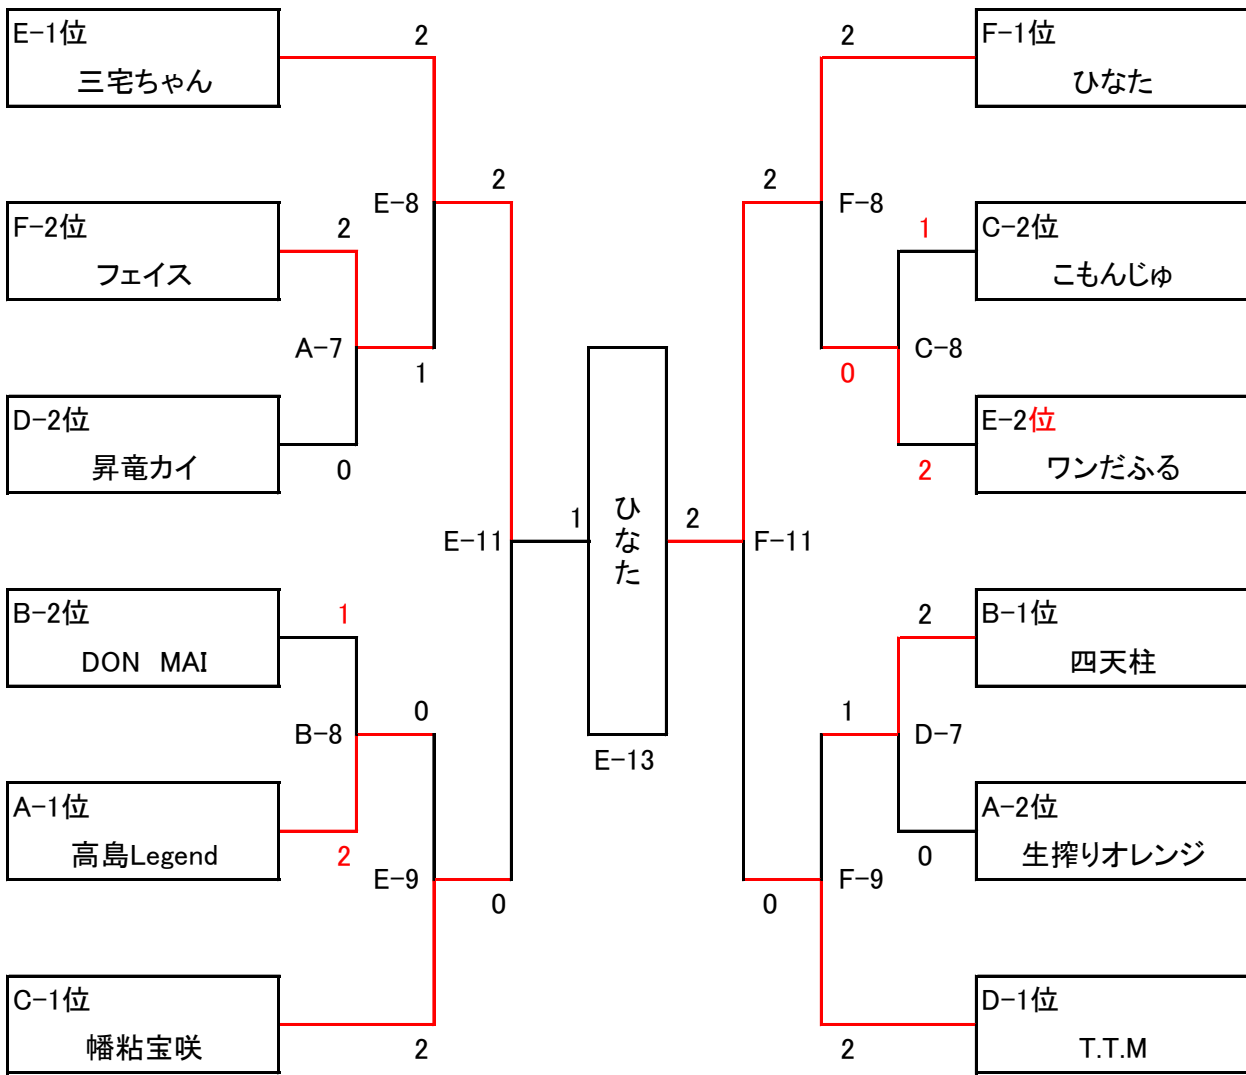 E-1位
三宅ちゃん
2
2
F-1位
ひなた
F-2位
フェイス
2
E-8
2
2
F-8
1
C-2位
こもんじゅ
A-7
1
0
C-8
D-2位
昇竜カイ
0
2
E-2位
ワンだふる
E-11
1
ひなた
2
F-11
B-2位
DON MAI
1
2
B-1位
四天柱
B-8
0
1
D-7
E-13
A-1位
高島Legend
2
E-9
0
0
F-9
0
A-2位
生搾りオレンジ
C-1位
幡粘宝咲
2
2
D-1位
T.T.M